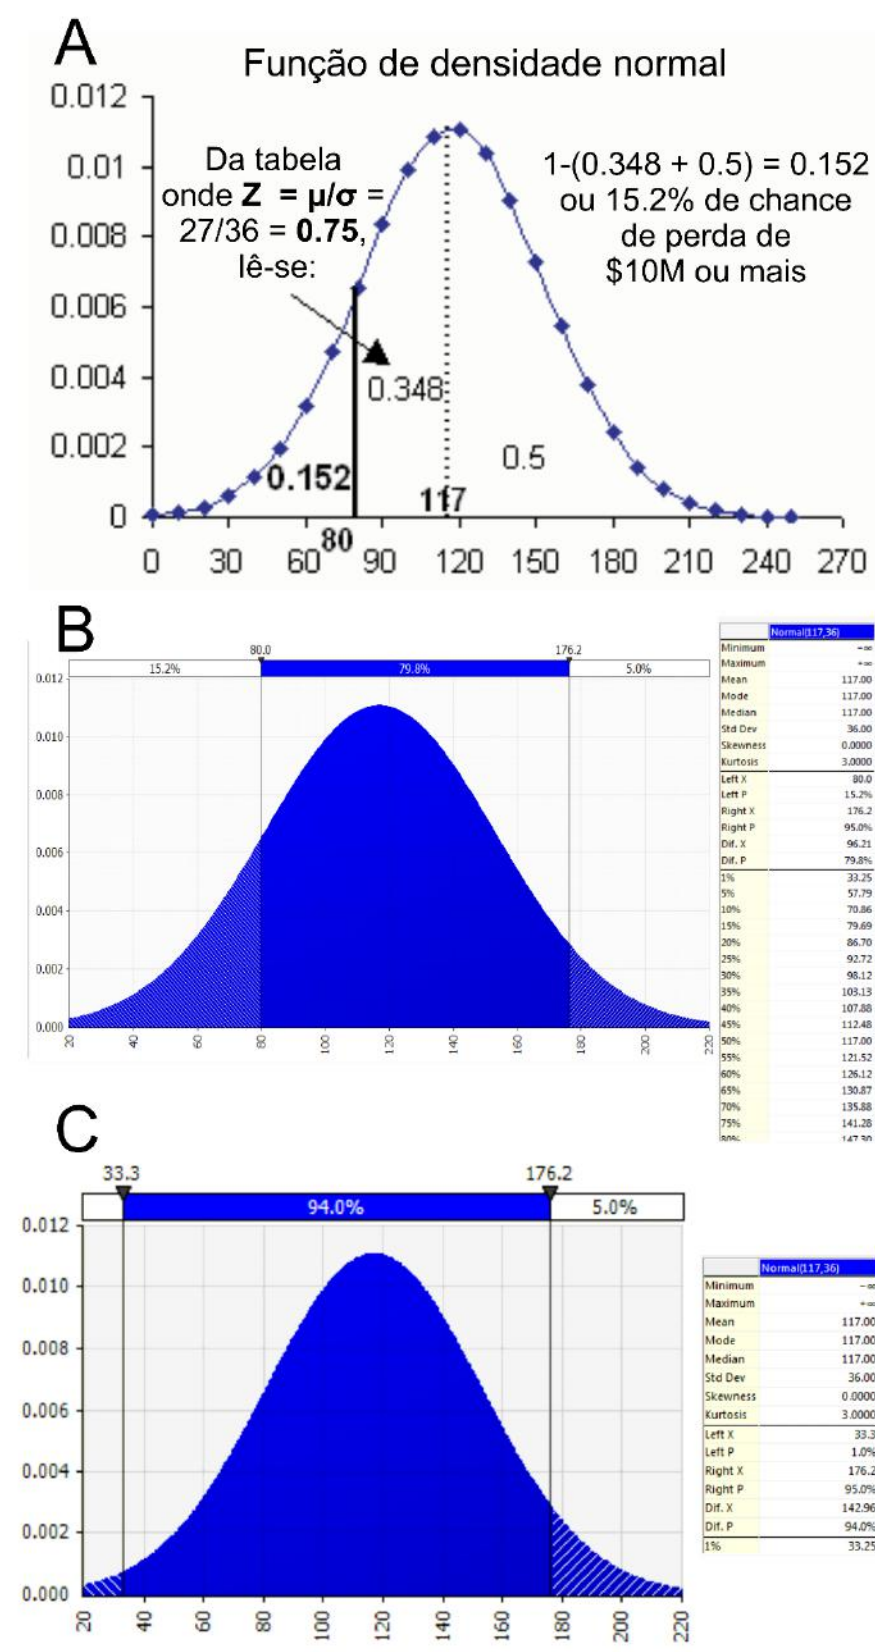 A
Função de densidade normal
0.012
0.01
0.008
0.006
0.004
0.002
0
Da tabela
onde Z = μ/σ =
27/36 = 0.75,
lê-se:
1-(0.348 + 0.5) = 0.152
ou 15.2% de chance
de perda de
$10M ou mais
0.348
0.5
0.152
117
80
0 30 60 90 120 150 180 210 240 270
B
80.0 176.2
15.2% 79.8% 5.0%
0.012
0.010
0.008
0.006
0.004
0.002
0.000
20 40 60 80 100 120 140 160 180 200 220
Normal(117,36)
Minimum -∞
Maximum +∞
Mean 117.00
Mode 117.00
Median 117.00
Std Dev 36.00
Skewness 0.0000
Kurtosis 3.0000
Left X 80.0
Left P 15.2%
Right X 176.2
Right P 95.0%
Dif. X 96.21
Dif. P 79.8%
1% 33.25
5% 57.79
10% 70.86
15% 79.69
20% 86.70
25% 92.72
30% 98.12
35% 103.13
40% 107.88
45% 112.48
50% 117.00
55% 121.52
60% 126.12
65% 130.87
70% 135.88
75% 141.28
80% 147.30
C
33.3 176.2
94.0% 5.0%
0.012
0.010
0.008
0.006
0.004
0.002
0.000
20 40 60 80 100 120 140 160 180 200 220
Normal(117,36)
Minimum -∞
Maximum +∞
Mean 117.00
Mode 117.00
Median 117.00
Std Dev 36.00
Skewness 0.0000
Kurtosis 3.0000
Left X 33.3
Left P 1.0%
Right X 176.2
Right P 95.0%
Dif. X 142.96
Dif. P 94.0%
1% 33.25